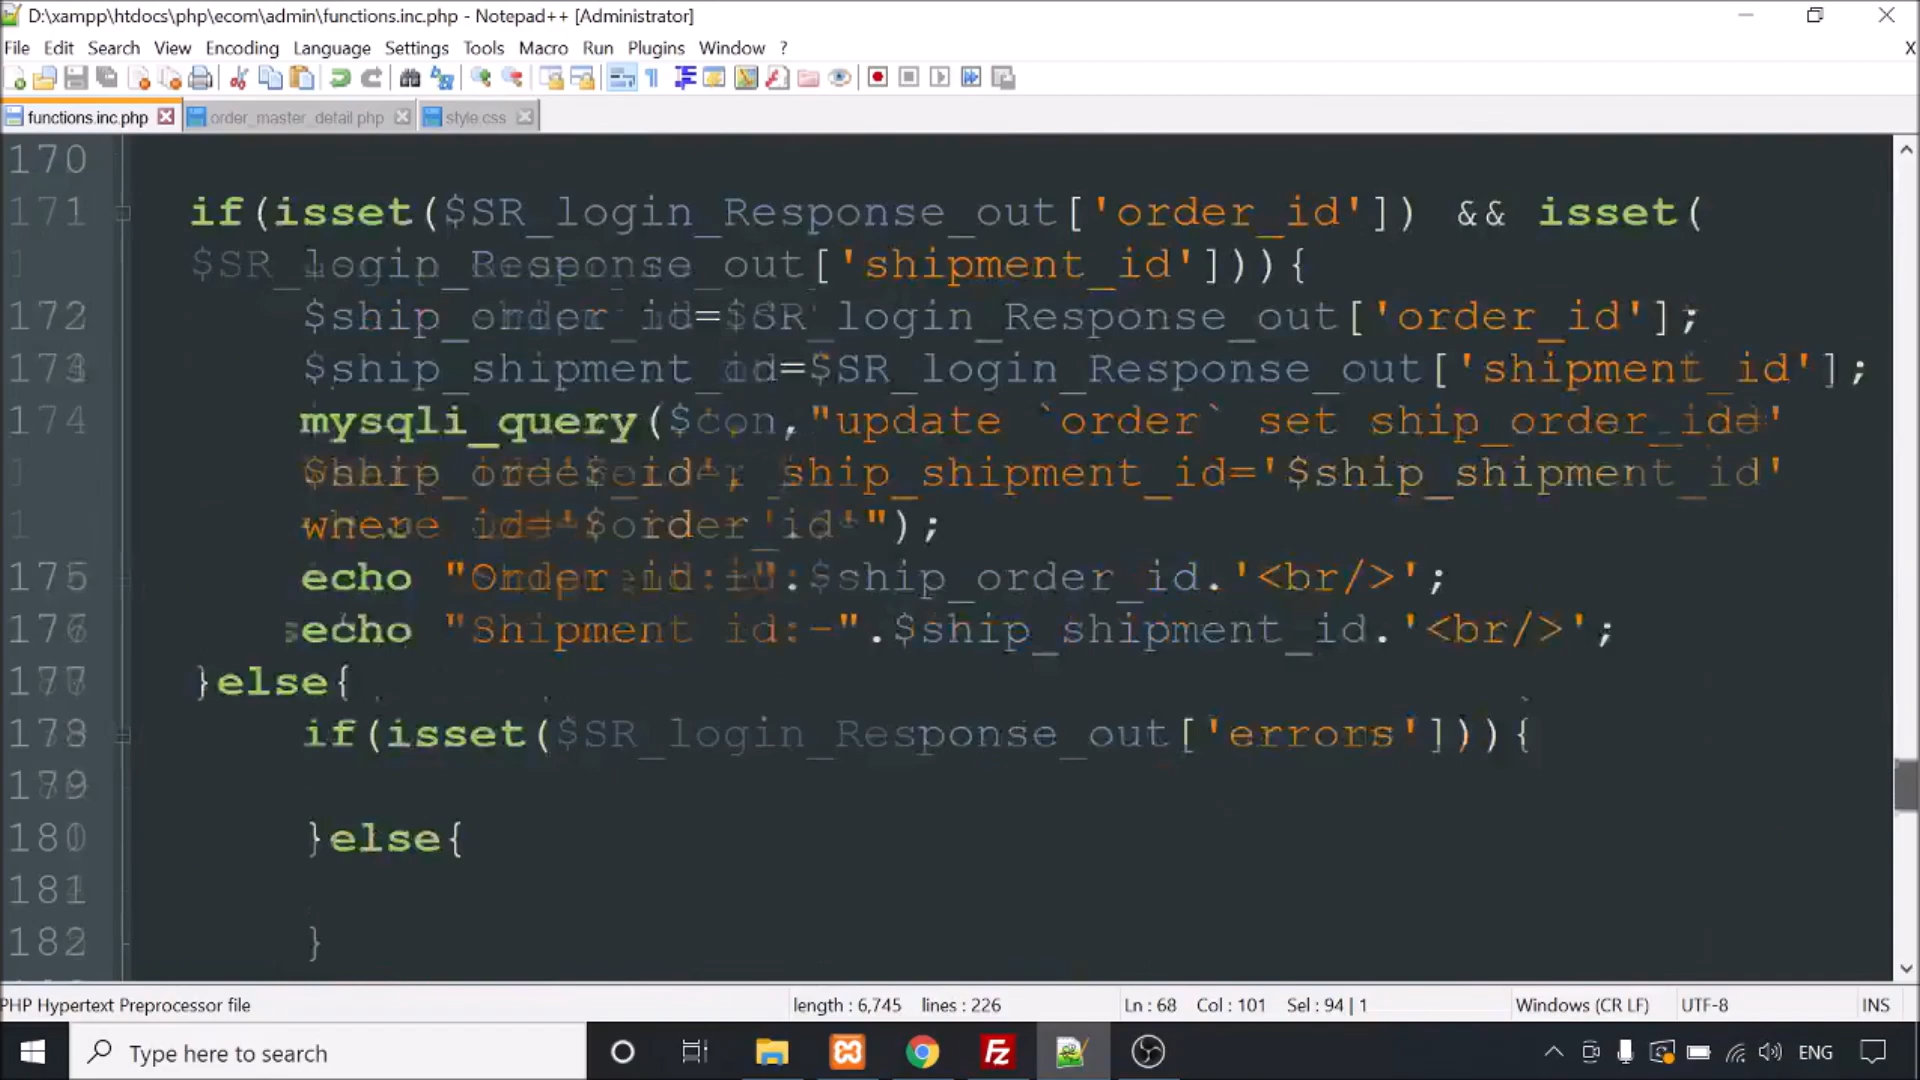 D:\xampp\htdocs\php\ecom\admin\functions.inc.php - Notepad++ [Administrator]
File Edit Search View Encoding Language Settings Tools Macro Run Plugins Window ? X
functions.inc.php order_master_detail.php style.css
170
171 if(isset($SR_login_Response_out['order_id']) && isset(
$SR_login_Response_out['shipment_id'])){
172 $ship_order_id=$SR_login_Response_out['order_id'];
173 $ship_shipment_id=$SR_login_Response_out['shipment_id'];
174 mysqli_query($con,"update `order` set ship_order_id='
$ship_order_id', ship_shipment_id='$ship_shipment_id'
where id='$order_id'");
175 echo "Order id:-".$ship_order_id.'<br/>';
176 echo "Shipment id:-".$ship_shipment_id.'<br/>';
177 }else{
178 if(isset($SR_login_Response_out['errors'])){
179
180 }else{
181
182 }
PHP Hypertext Preprocessor file length : 6,745 lines : 226 Ln : 68 Col : 101 Sel : 94 | 1 Windows (CR LF) UTF-8 INS
Type here to search ENG